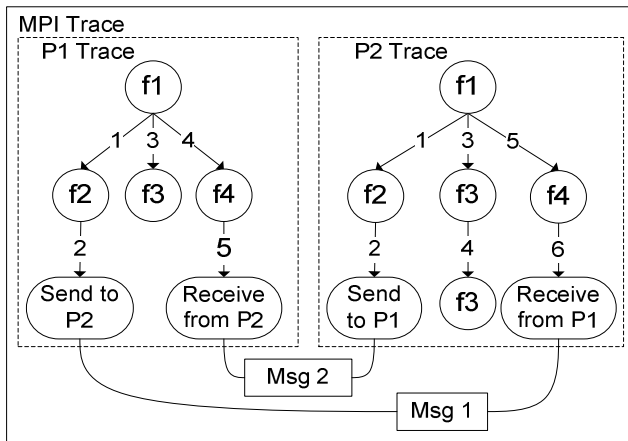 MPI Trace
P1 Trace
P2 Trace
f1
f1
1
3
4
1
3
5
f2
f3
f4
f2
f3
f4
2
5
2
4
6
Send to
P2
Receive
from P2
Send
to P1
f3
Receive
from P1
Msg 2
Msg 1